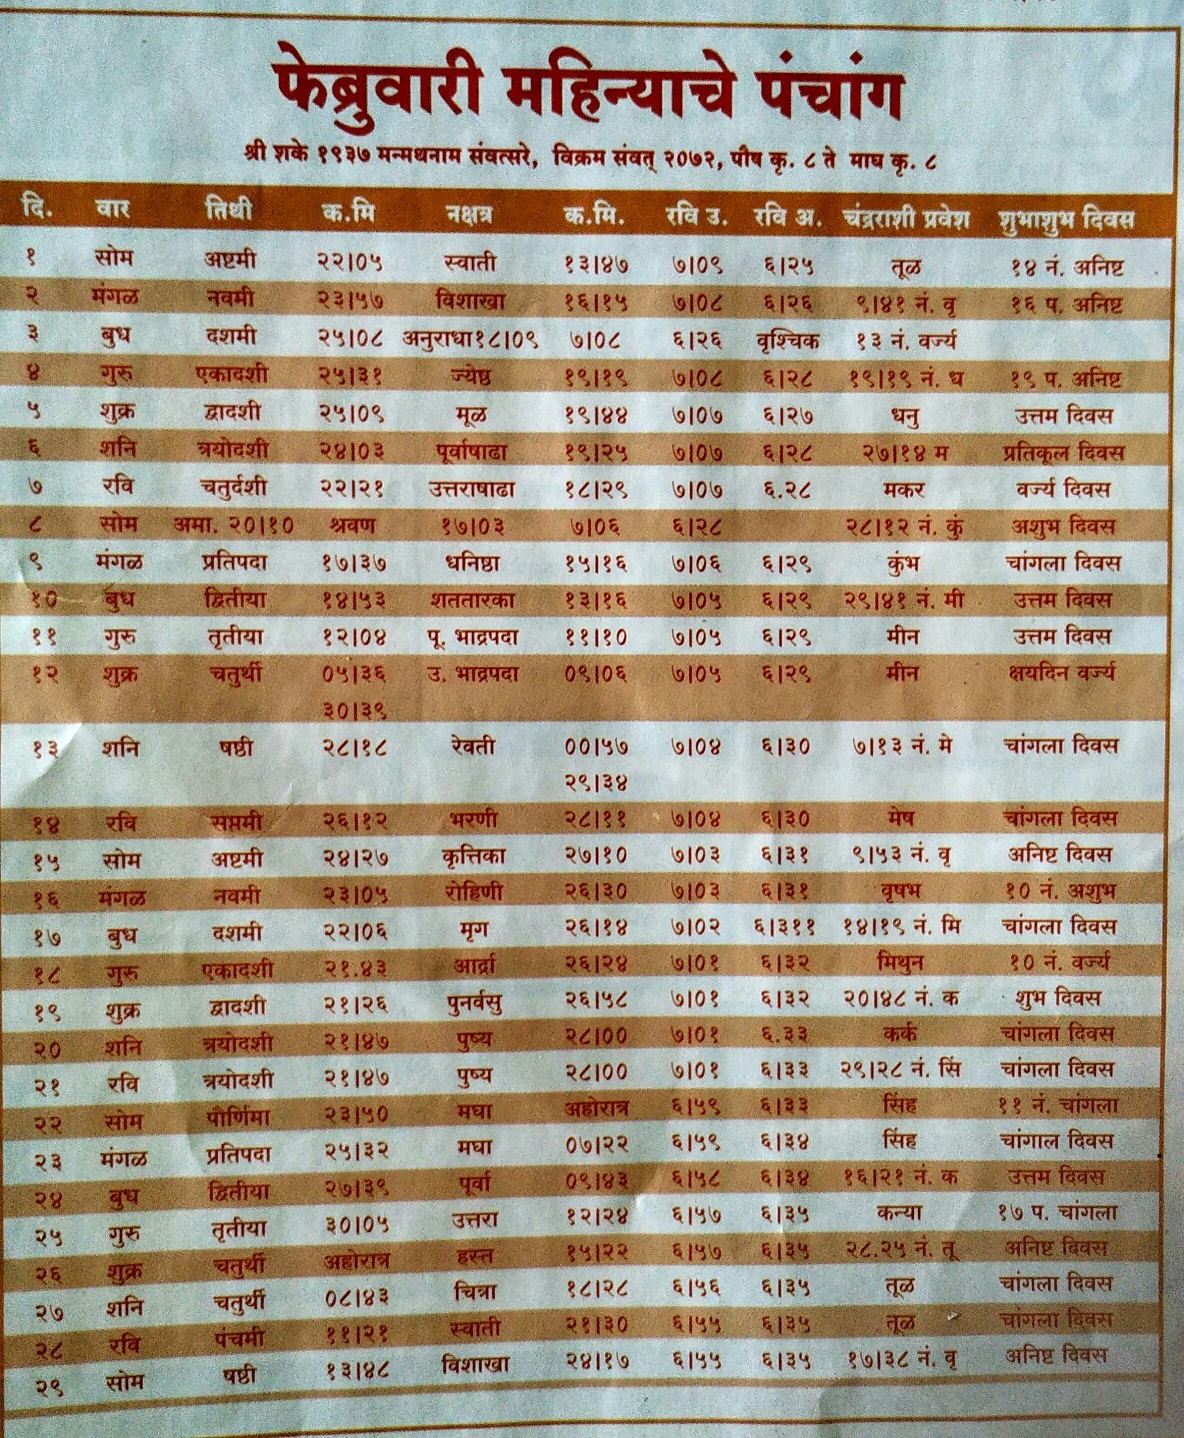 फेब्रुवारी महिन्याचे पंचांग
श्री शके १९३७ मन्मथनाम संवत्सरे, विक्रम संवत् २०७२, पौष कृ. ८ ते माघ कृ. ८
दि. वार तिथी क.मि नक्षत्र क.मि. रवि उ. रवि अ. चंद्रराशी प्रवेश शुभाशुभ दिवस
१ सोम अष्टमी २२|०५ स्वाती १३|४७ ७|०९ ६|२५ तूळ १४ नं. अनिष्ट
२ मंगळ नवमी २३|५७ विशाखा १६|१५ ७|०८ ६|२६ ९|४१ नं. वृ १६ प. अनिष्ट
३ बुध दशमी २५|०८ अनुराधा१८|०९ ७|०८ ६|२६ वृश्चिक १३ नं. वर्ज्य
४ गुरु एकादशी २५|३१ ज्येष्ठ १९|१९ ७|०८ ६|२८ १९|१९ नं. ध १९ प. अनिष्ट
५ शुक्र द्वादशी २५|०९ मूळ १९|४४ ७|०७ ६|२७ धनु उत्तम दिवस
६ शनि त्रयोदशी २४|०३ पूर्वाषाढा १९|२५ ७|०७ ६|२८ २७|१४ म प्रतिकूल दिवस
७ रवि चतुर्दशी २२|२१ उत्तराषाढा १८|२९ ७|०७ ६.२८ मकर वर्ज्य दिवस
८ सोम अमा. २०|१० श्रवण १७|०३ ७|०६ ६|२८ २८|१२ नं. कुं अशुभ दिवस
९ मंगळ प्रतिपदा १७|३७ धनिष्ठा १५|१६ ७|०६ ६|२९ कुंभ चांगला दिवस
१० बुध द्वितीया १४|५३ शततारका १३|१६ ७|०५ ६|२९ २९|४१ नं. मी उत्तम दिवस
११ गुरु तृतीया १२|०४ पू. भाद्रपदा ११|१० ७|०५ ६|२९ मीन उत्तम दिवस
१२ शुक्र चतुर्थी ०५|३६ उ. भाद्रपदा ०९|०६ ७|०५ ६|२९ मीन क्षयदिन वर्ज्य
३०|३९
१३ शनि षष्ठी २८|१८ रेवती ००|५७ ७|०४ ६|३० ७|१३ नं. मे चांगला दिवस
२९|३४
१४ रवि सप्तमी २६|१२ भरणी २८|११ ७|०४ ६|३० मेष चांगला दिवस
१५ सोम अष्टमी २४|२७ कृत्तिका २७|१० ७|०३ ६|३१ ९|५३ नं. वृ अनिष्ट दिवस
१६ मंगळ नवमी २३|०५ रोहिणी २६|३० ७|०३ ६|३१ वृषभ १० नं. अशुभ
१७ बुध दशमी २२|०६ मृग २६|१४ ७|०२ ६|३११ १४|१९ नं. मि चांगला दिवस
१८ गुरु एकादशी २१.४३ आर्द्रा २६|२४ ७|०१ ६|३२ मिथुन १० नं. वर्ज्य
१९ शुक्र द्वादशी २१|२६ पुनर्वसु २६|५८ ७|०१ ६|३२ २०|४८ नं. क शुभ दिवस
२० शनि त्रयोदशी २१|४७ पुष्य २८|०० ७|०१ ६.३३ कर्क चांगला दिवस
२१ रवि त्रयोदशी २१|४७ पुष्य २८|०० ७|०१ ६|३३ २९|२८ नं. सिं चांगला दिवस
२२ सोम पौर्णिमा २३|५० मघा अहोरात्र ६|५९ ६|३३ सिंह ११ नं. चांगला
२३ मंगळ प्रतिपदा २५|३२ मघा ०७|२२ ६|५९ ६|३४ सिंह चांगाल दिवस
२४ बुध द्वितीया २७|३९ पूर्वा ०९|४३ ६|५८ ६|३४ १६|२१ नं. क उत्तम दिवस
२५ गुरु तृतीया ३०|०५ उत्तरा १२|२४ ६|५७ ६|३५ कन्या १७ प. चांगला
२६ शुक्र चतुर्थी अहोरात्र हस्त १५|२२ ६|५७ ६|३५ २८.२५ नं. तू अनिष्ट दिवस
२७ शनि चतुर्थी ०८|४३ चित्रा १८|२८ ६|५६ ६|३५ तूळ चांगला दिवस
२८ रवि पंचमी ११|२१ स्वाती २१|३० ६|५५ ६|३५ तूळ चांगला दिवस
२९ सोम षष्ठी १३|४८ विशाखा २४|१७ ६|५५ ६|३५ १७|३८ नं. वृ अनिष्ट दिवस